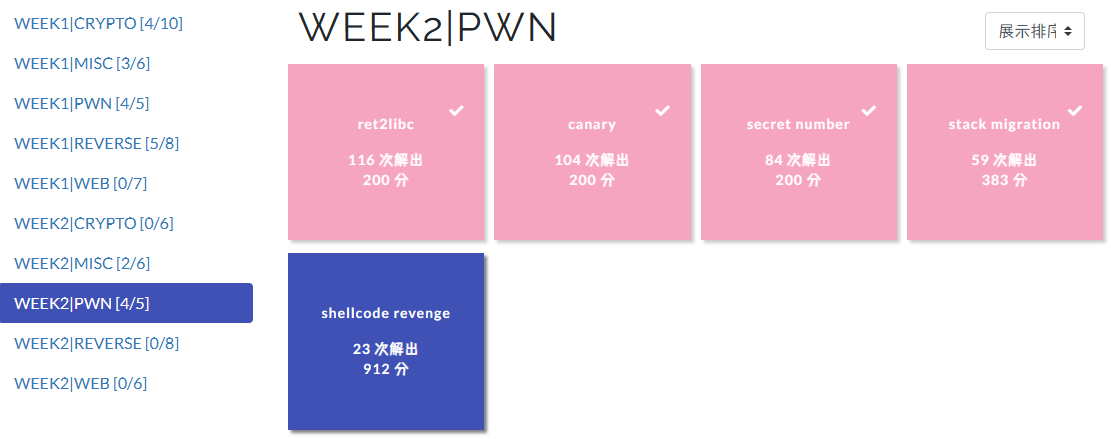 WEEK1|CRYPTO [4/10]
WEEK1|MISC [3/6]
WEEK1|PWN [4/5]
WEEK1|REVERSE [5/8]
WEEK1|WEB [0/7]
WEEK2|CRYPTO [0/6]
WEEK2|MISC [2/6]
WEEK2|PWN [4/5]
WEEK2|REVERSE [0/8]
WEEK2|WEB [0/6]
WEEK2|PWN
展示排序
ret2libc
116 次解出
200 分
canary
104 次解出
200 分
secret number
84 次解出
200 分
stack migration
59 次解出
383 分
shellcode revenge
23 次解出
912 分